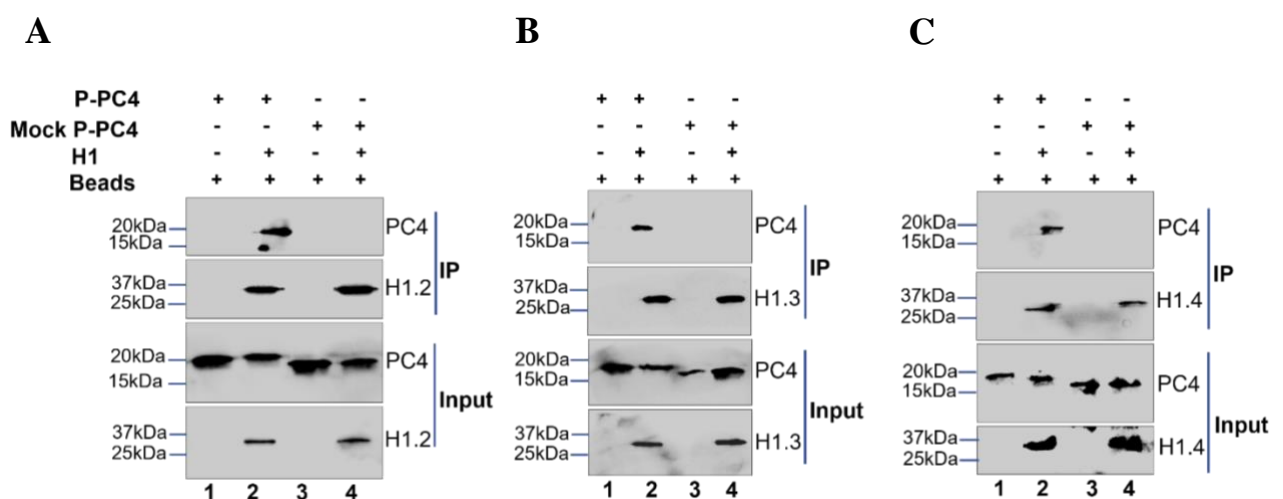 A
P-PC4 + + - -
Mock P-PC4 - - + +
H1 - + - +
Beads + + + +
20kDa PC4
15kDa
IP
37kDa H1.2
25kDa
20kDa PC4
15kDa
Input
37kDa H1.2
25kDa
1 2 3 4
B
+ + - -
- - + +
- + - +
+ + + +
20kDa PC4
15kDa
IP
37kDa H1.3
25kDa
20kDa PC4
15kDa
Input
37kDa H1.3
25kDa
1 2 3 4
C
+ + - -
- - + +
- + - +
+ + + +
20kDa PC4
15kDa
IP
37kDa H1.4
25kDa
20kDa PC4
15kDa
Input
37kDa H1.4
25kDa
1 2 3 4